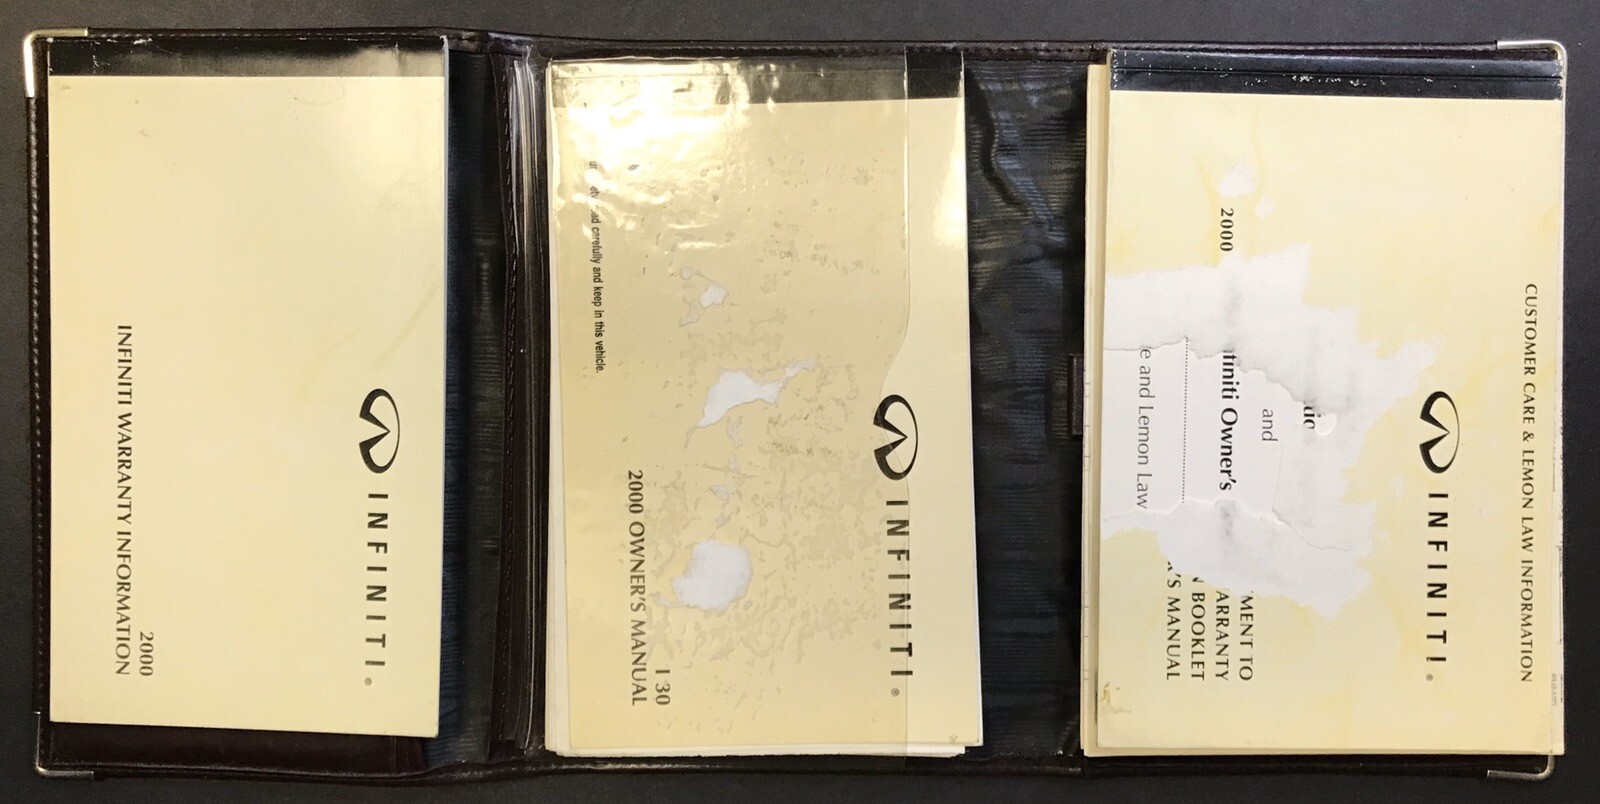 INFINITI®
2000
INFINITI WARRANTY INFORMATION
INFINITI®
I 30
2000 OWNER'S MANUAL
carefully and keep in this vehicle.
CUSTOMER CARE & LEMON LAW INFORMATION
INFINITI®
and
2000
Owner's
e and Lemon Law
MENT TO
ARRANTY
N BOOKLET
'S MANUAL